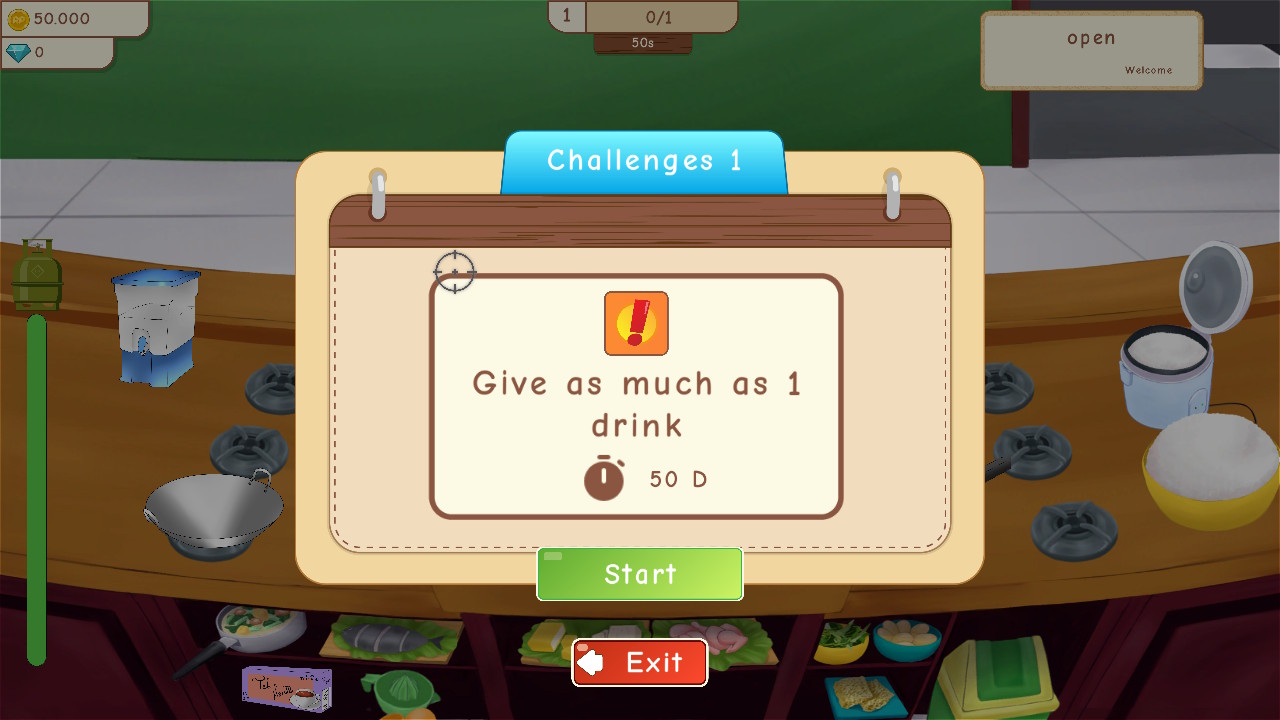 RP 50.000
0
1 0/1
50s
open
Welcome
Challenges 1
Give as much as 1
drink
50 D
Start
Exit